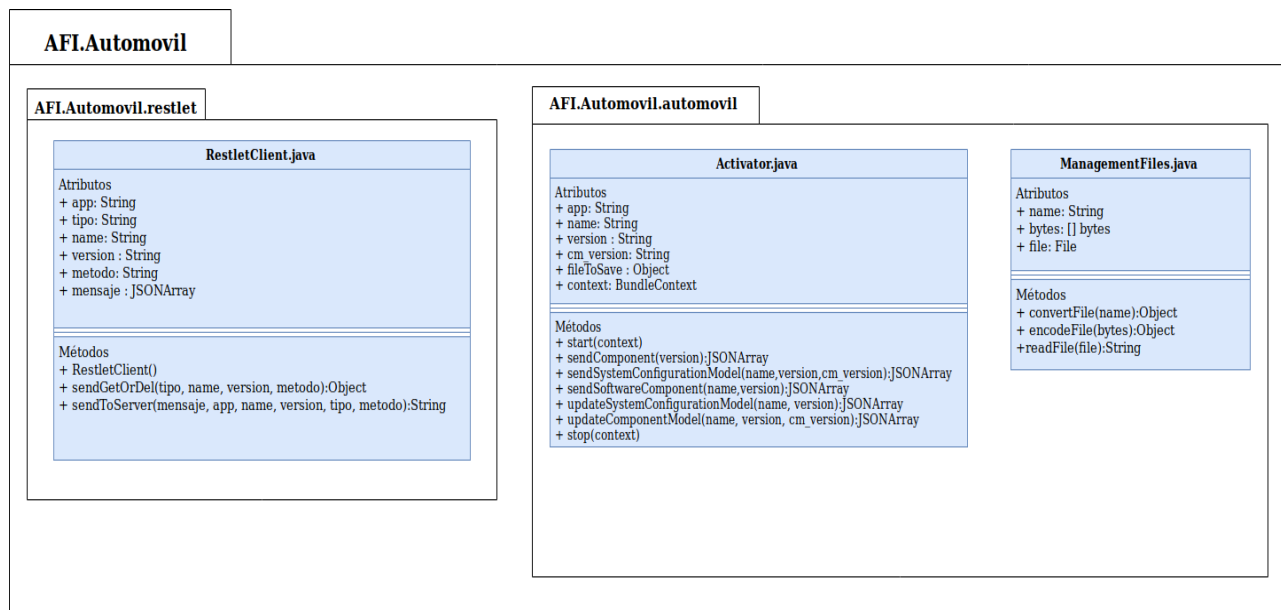 AFI.Automovil
AFI.Automovil.restlet
RestletClient.java
Atributos
+ app: String
+ tipo: String
+ name: String
+ version : String
+ metodo: String
+ mensaje : JSONArray
Métodos
+ RestletClient()
+ sendGetOrDel(tipo, name, version, metodo):Object
+ sendToServer(mensaje, app, name, version, tipo, metodo):String
AFI.Automovil.automovil
Activator.java
Atributos
+ app: String
+ name: String
+ version : String
+ cm_version: String
+ fileToSave : Object
+ context: BundleContext
Métodos
+ start(context)
+ sendComponent(version):JSONArray
+ sendSystemConfigurationModel(name,version,cm_version):JSONArray
+ sendSoftwareComponent(name,version):JSONArray
+ updateSystemConfigurationModel(name, version):JSONArray
+ updateComponentModel(name, version, cm_version):JSONArray
+ stop(context)
ManagementFiles.java
Atributos
+ name: String
+ bytes: [] bytes
+ file: File
Métodos
+ convertFile(name):Object
+ encodeFile(bytes):Object
+readFile(file):String